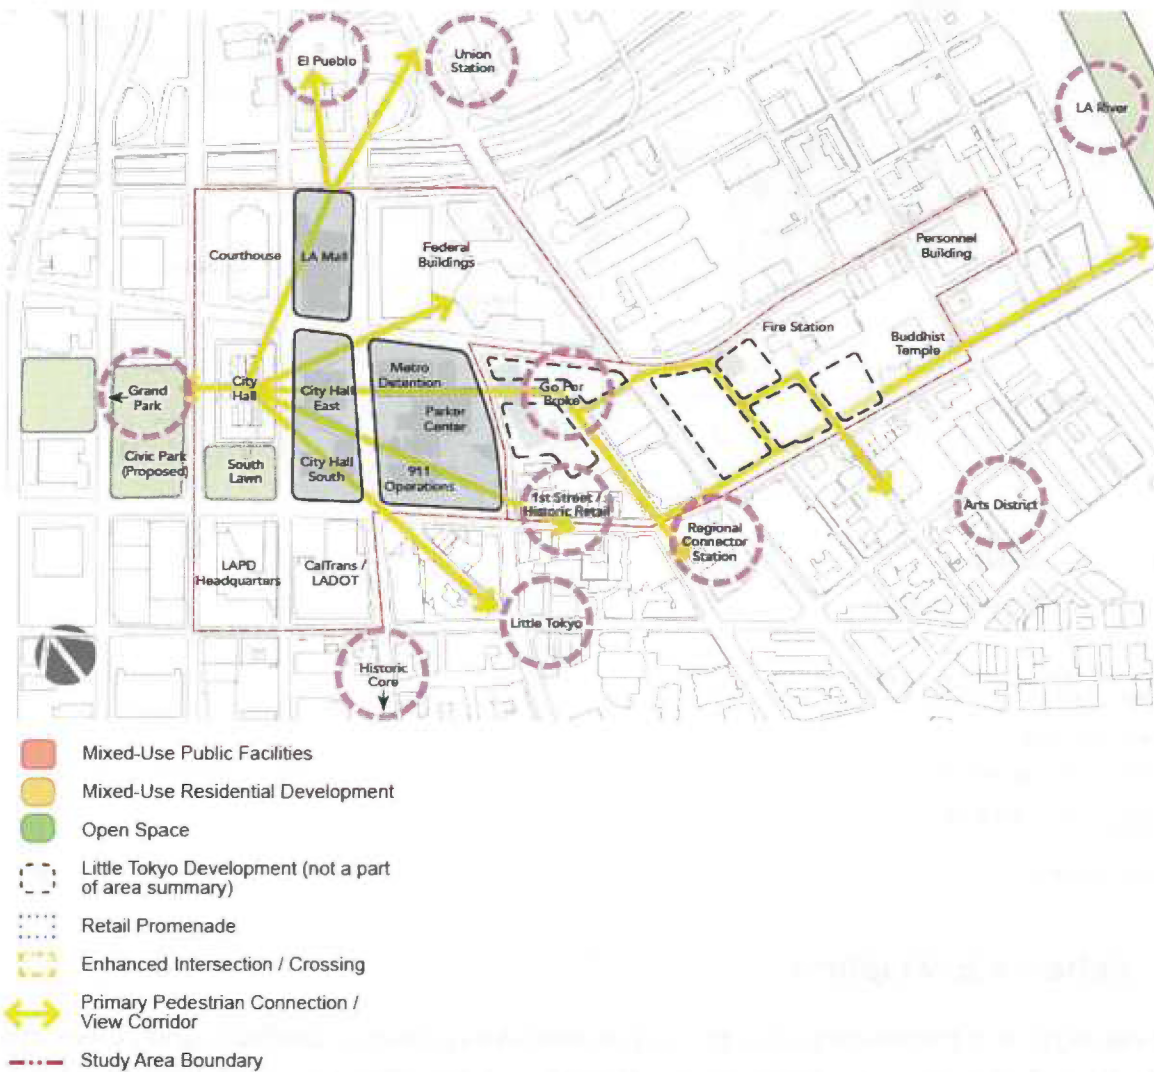 El Pueblo
Union
Station
LA River
Courthouse
LA Mall
Federal
Buildings
Personnel
Building
Fire Station
Buddhist
Temple
Grand
Park
City
Hall
City Hall
East
Metro
Detention
Parker
Center
Go For
Broke
Civic Park
(Proposed)
South
Lawn
City Hall
South
911
Operations
1st Street /
Historic Retail
Regional
Connector
Station
Arts District
LAPD
Headquarters
CalTrans /
LADOT
Little Tokyo
Historic
Core
Mixed-Use Public Facilities
Mixed-Use Residential Development
Open Space
Little Tokyo Development (not a part
of area summary)
Retail Promenade
Enhanced Intersection / Crossing
Primary Pedestrian Connection /
View Corridor
Study Area Boundary